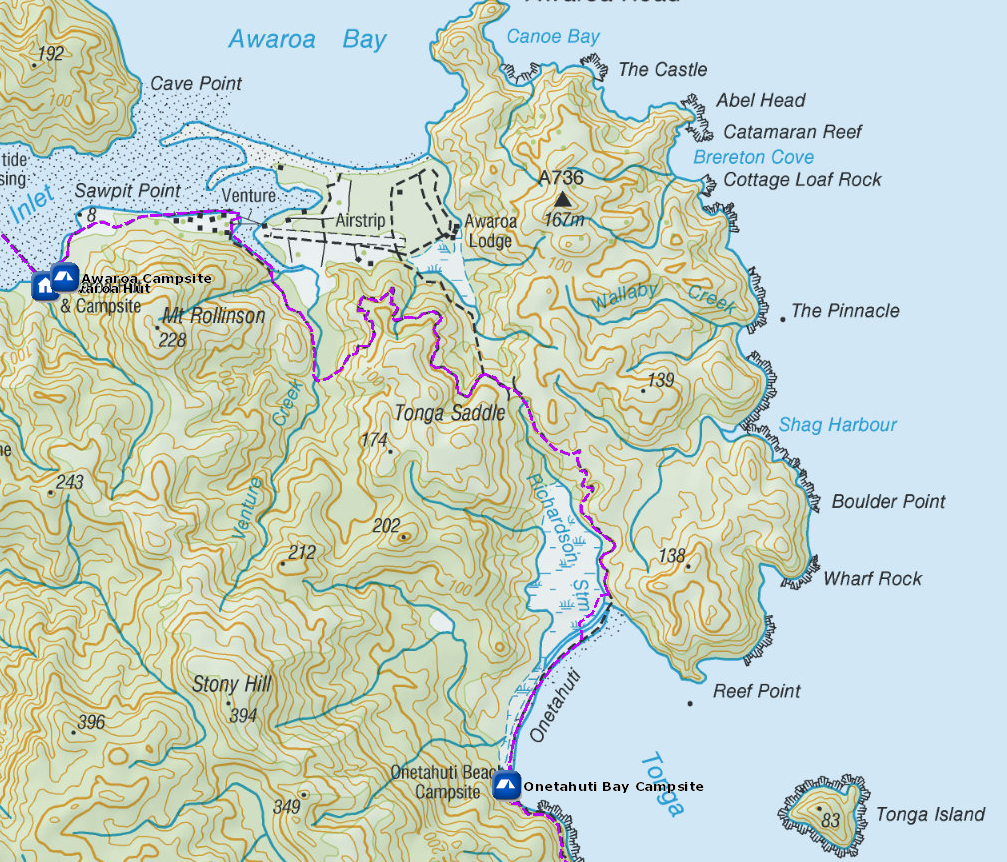 Awaroa Head
Awaroa Bay
Canoe Bay
192
The Castle
Cave Point
100
Abel Head
Catamaran Reef
Brereton Cove
tide
Cottage Loaf Rock
A736
Sawpit Point
Venture
Inlet
8
Airstrip
Awaroa
Lodge
167m
100
Awaroa Campsite
& Campsite
Wallaby Creek
Mt Rollinson
228
The Pinnacle
100
139
Creek
Tonga Saddle
Shag Harbour
174
243
Venture
Richardson
Stm
Boulder Point
202
212
138
100
Wharf Rock
Stony Hill
394
Reef Point
396
Onetahuti
Tonga
Onetahuti Beach
Campsite
Onetahuti Bay Campsite
349
83
Tonga Island